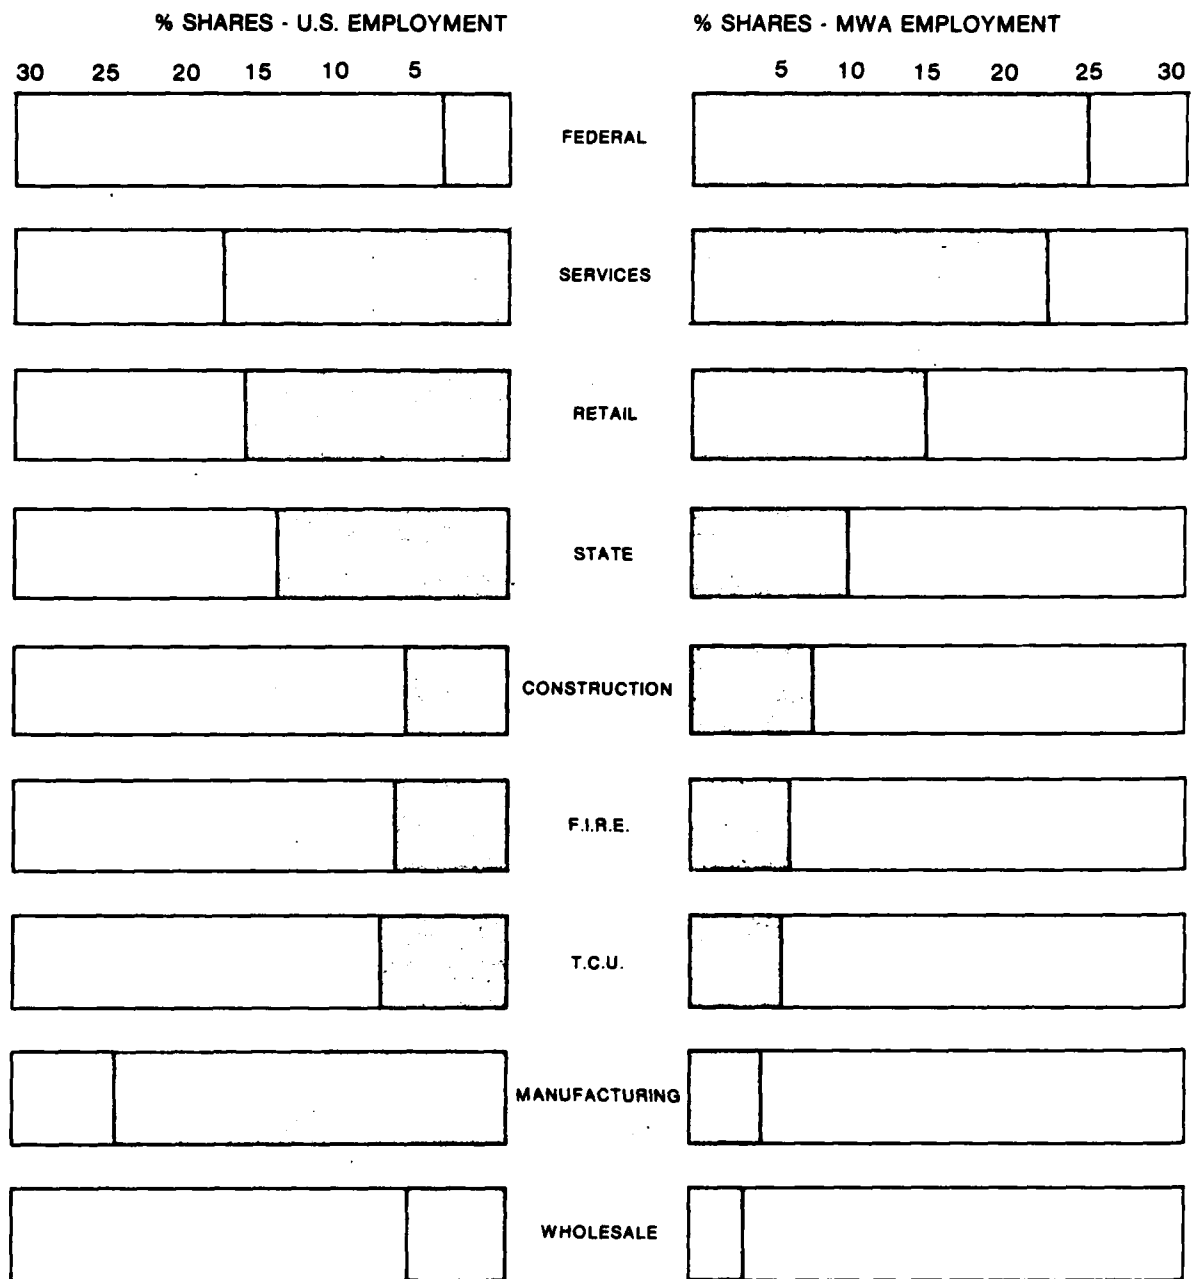 % SHARES - U.S. EMPLOYMENT
% SHARES - MWA EMPLOYMENT
30 25 20 15 10 5
5 10 15 20 25 30
FEDERAL
SERVICES
RETAIL
STATE
CONSTRUCTION
F.I.R.E.
T.C.U.
MANUFACTURING
WHOLESALE